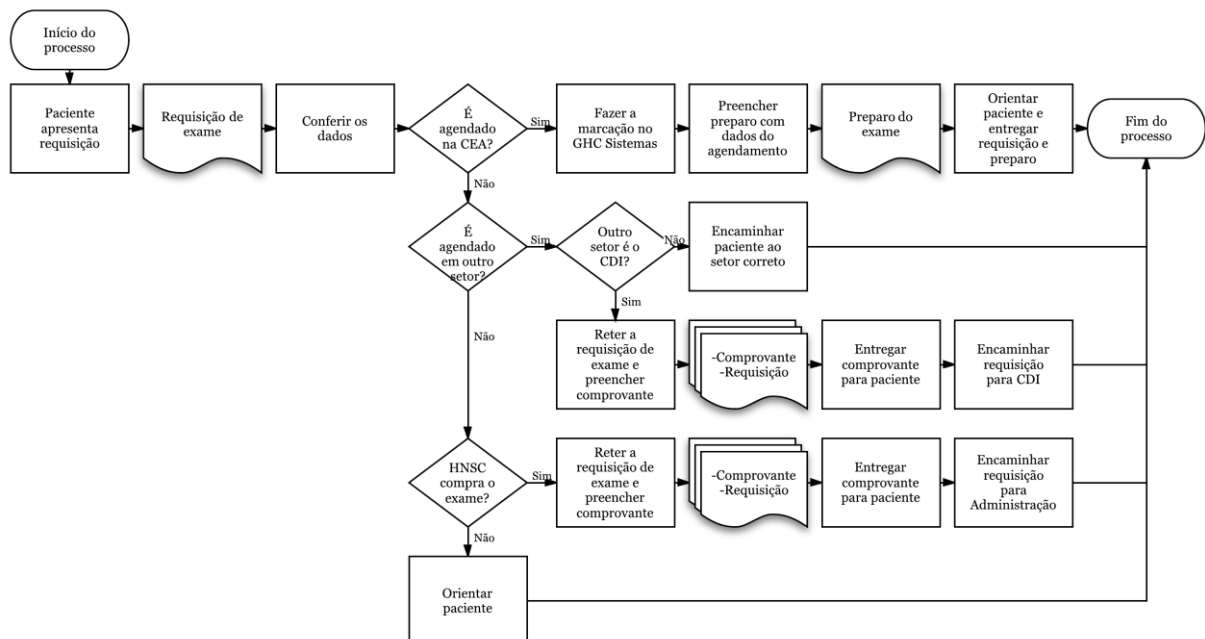 Início do
processo
Paciente
apresenta
requisição
Requisição de
exame
Conferir os
dados
É
agendado
na CEA?
Sim
Fazer a
marcação no
GHC Sistemas
Preencher
preparo com
dados do
agendamento
Preparo do
exame
Orientar
paciente e
entregar
requisição e
preparo
Fim do
processo
Não
É
agendado
em outro
setor?
Sim
Outro
setor é o
CDI?
Não
Encaminhar
paciente ao
setor correto
Sim
Não
Reter a
requisição de
exame e
preencher
comprovante
-Comprovante
-Requisição
Entregar
comprovante
para paciente
Encaminhar
requisição
para CDI
HNSC
compra o
exame?
Sim
Reter a
requisição de
exame e
preencher
comprovante
-Comprovante
-Requisição
Entregar
comprovante
para paciente
Encaminhar
requisição
para
Administração
Não
Orientar
paciente